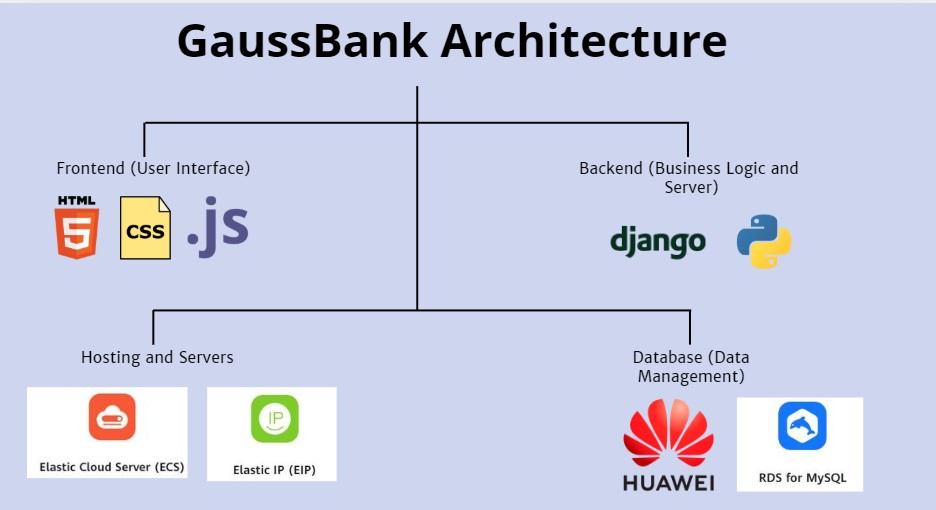 GaussBank Architecture
Frontend (User Interface)
Backend (Business Logic and
Server)
HTML
5
CSS
.js
django
Hosting and Servers
Database (Data
Management)
IP
Elastic Cloud Server (ECS)
Elastic IP (EIP)
HUAWEI
RDS for MySQL